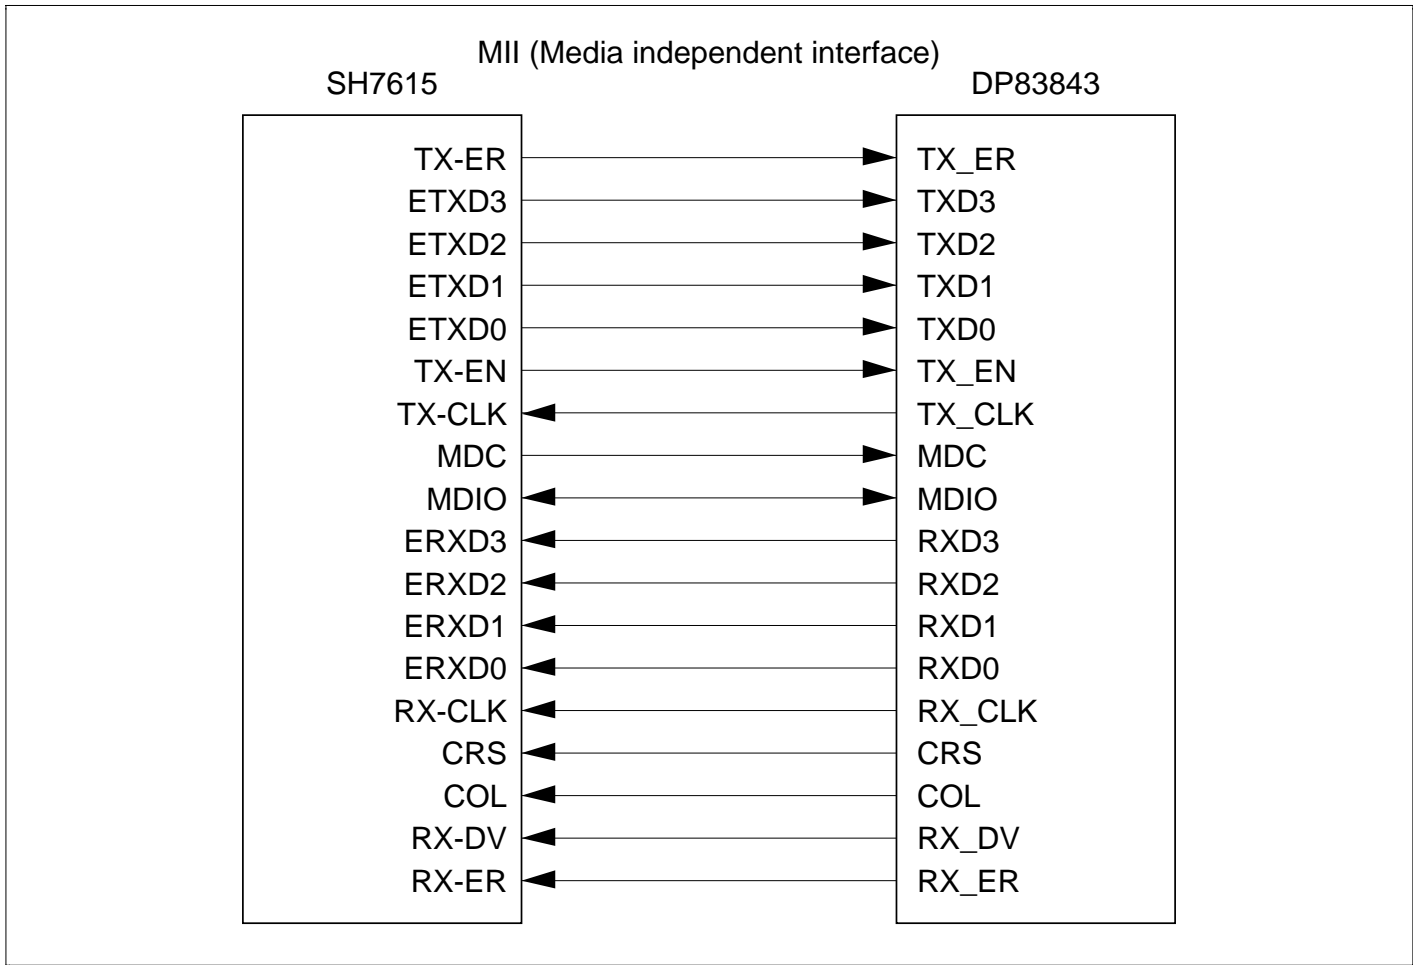 MII (Media independent interface)
SH7615 DP83843
TX-ER TX_ER
ETXD3 TXD3
ETXD2 TXD2
ETXD1 TXD1
ETXD0 TXD0
TX-EN TX_EN
TX-CLK TX_CLK
MDC MDC
MDIO MDIO
ERXD3 RXD3
ERXD2 RXD2
ERXD1 RXD1
ERXD0 RXD0
RX-CLK RX_CLK
CRS CRS
COL COL
RX-DV RX_DV
RX-ER RX_ER